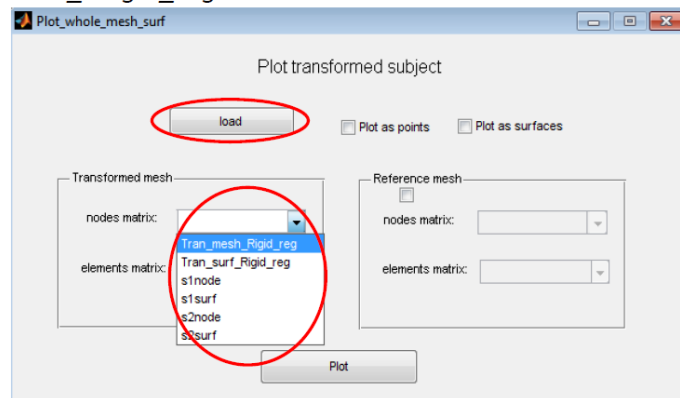 Plot_whole_mesh_surf
Plot transformed subject
load
Plot as points
Plot as surfaces
Transformed mesh
Reference mesh
nodes matrix:
nodes matrix:
Tran_mesh_Rigid_reg
Tran_surf_Rigid_reg
elements matrix:
elements matrix:
s1node
s1surf
s2node
s2surf
Plot